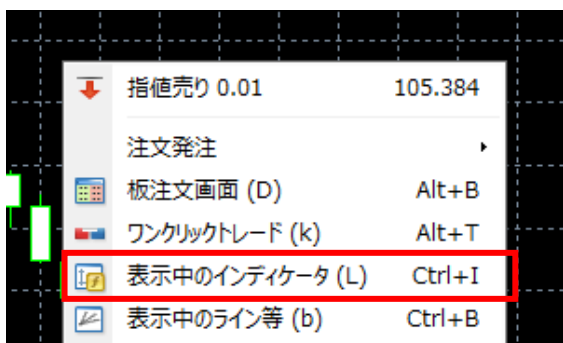 指値売り 0.01 105.384
注文発注
板注文画面 (D) Alt+B
ワンクリックトレード (k) Alt+T
表示中のインディケータ (L) Ctrl+I
表示中のライン等 (b) Ctrl+B